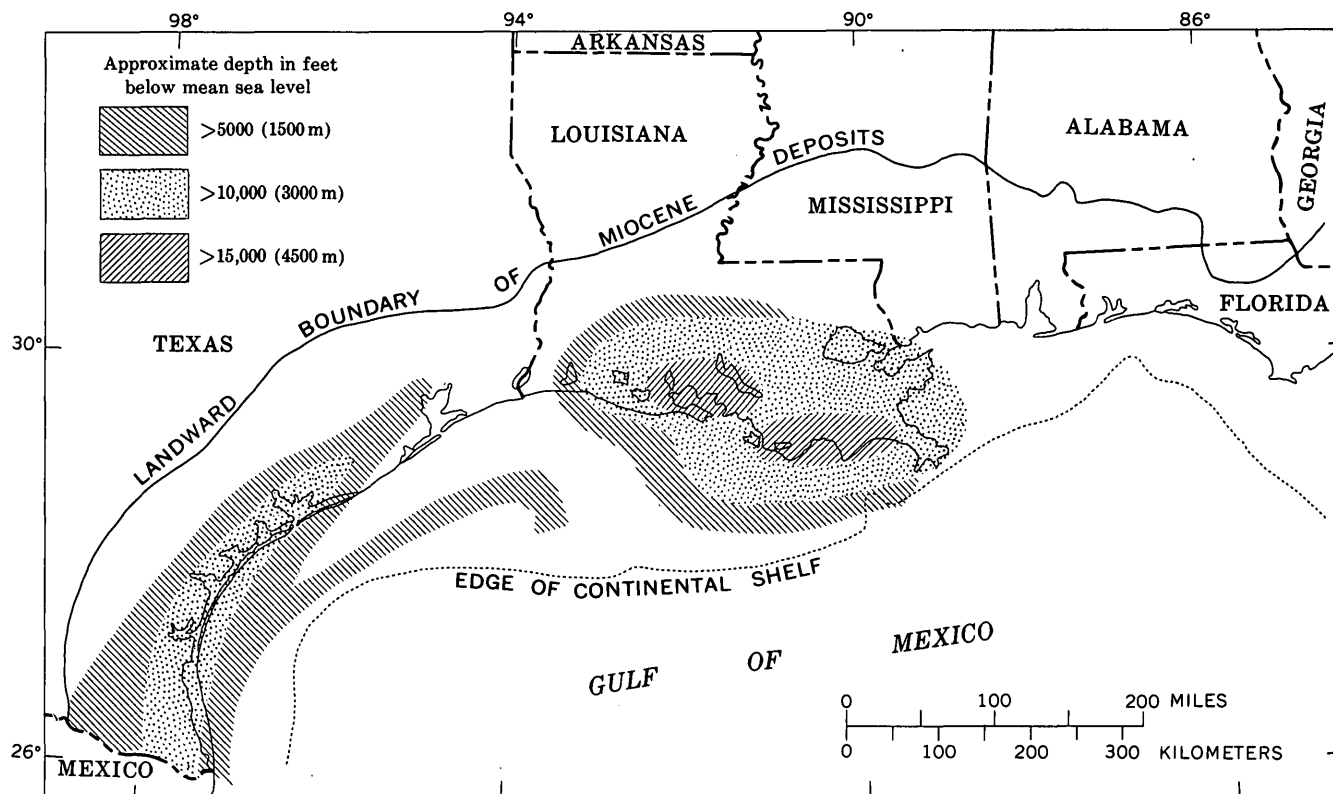 98°
94°
90°
86°
ARKANSAS
Approximate depth in feet
below mean sea level
>5000 (1500 m)
>10,000 (3000 m)
>15,000 (4500 m)
LOUISIANA
ALABAMA
GEORGIA
MISSISSIPPI
LANDWARD BOUNDARY OF MIOCENE DEPOSITS
TEXAS
FLORIDA
30°
EDGE OF CONTINENTAL SHELF
GULF OF MEXICO
26°
MEXICO
0 100 200 MILES
0 100 200 300 KILOMETERS